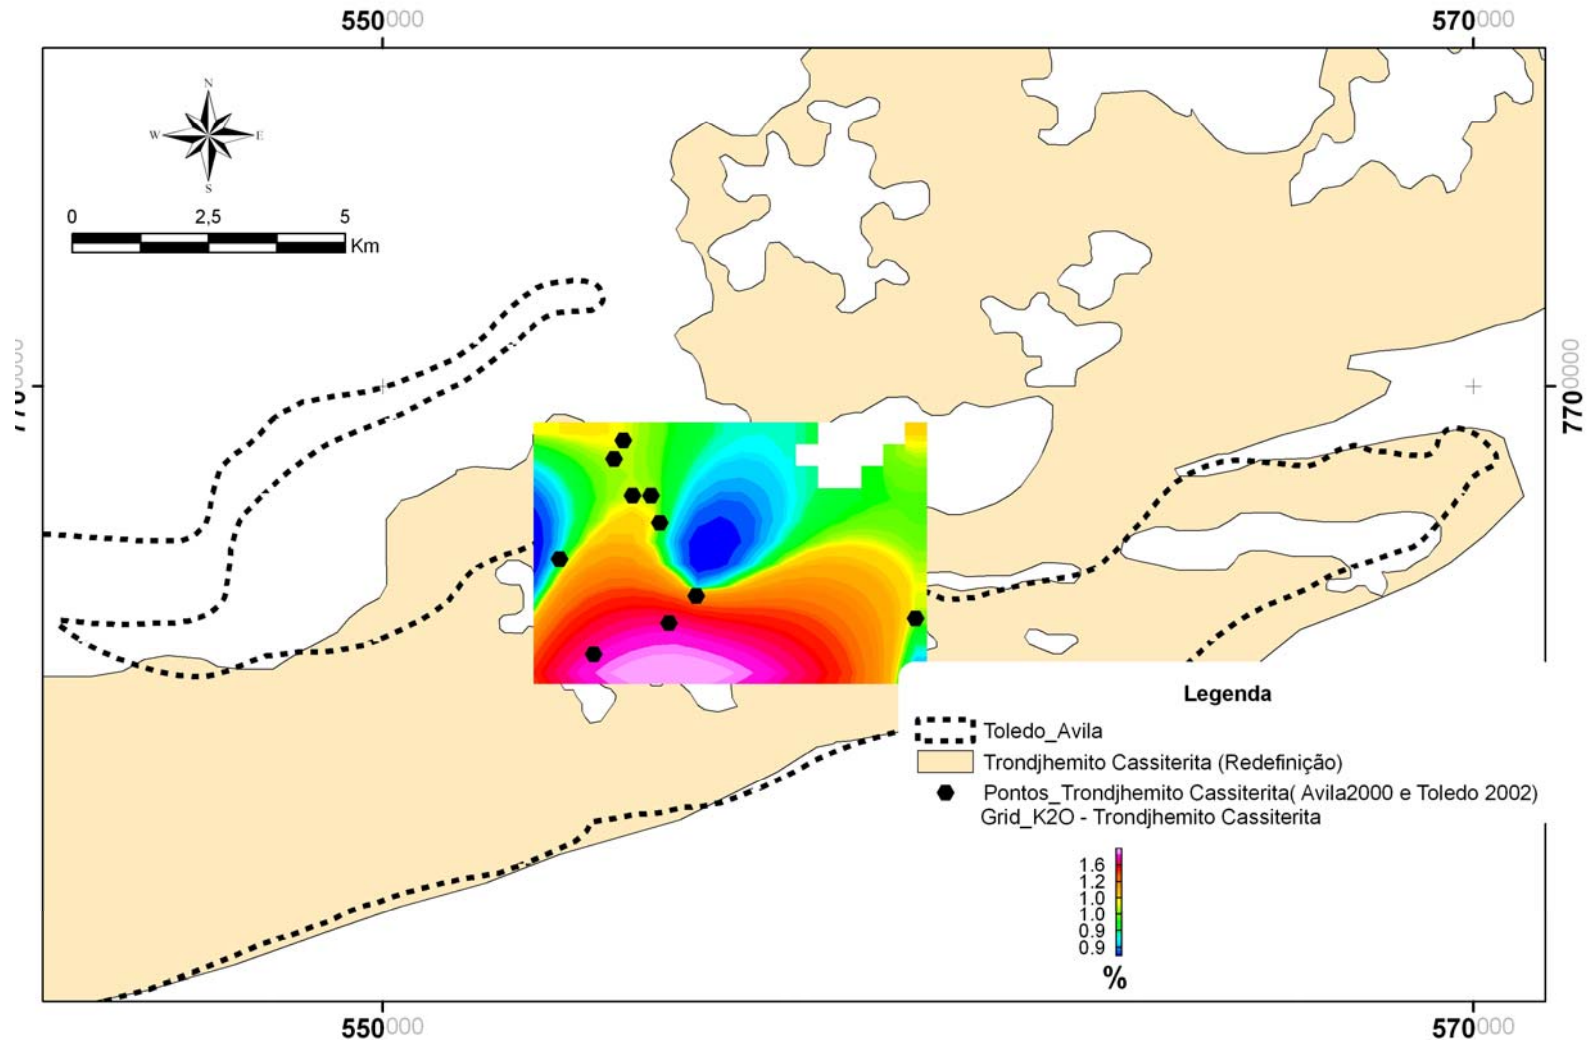 550000
570000
N
W
E
S
0
2,5
5
Km
7700000
Legenda
Toledo_Avila
Trondjhemito Cassiterita (Redefinição)
Pontos_Trondjhemito Cassiterita( Avila2000 e Toledo 2002)
Grid_K2O - Trondjhemito Cassiterita
1.6
1.2
1.0
1.0
0.9
0.9
%
550000
570000